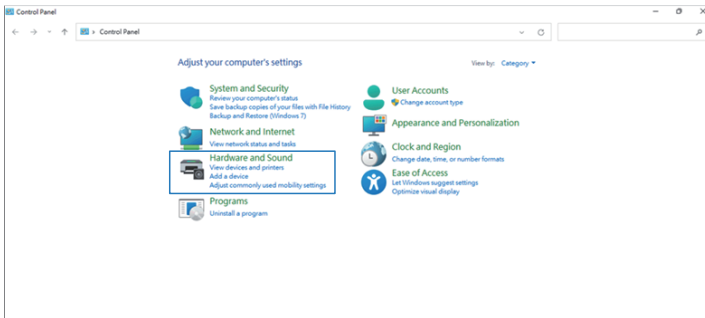 Control Panel
Control Panel
Adjust your computer's settings
View by: Category
System and Security
Review your computer's status
Save backup copies of your files with File History
Backup and Restore (Windows 7)
Network and Internet
View network status and tasks
Hardware and Sound
View devices and printers
Add a device
Adjust commonly used mobility settings
Programs
Uninstall a program
User Accounts
Change account type
Appearance and Personalization
Clock and Region
Change date, time, or number formats
Ease of Access
Let Windows suggest settings
Optimize visual display